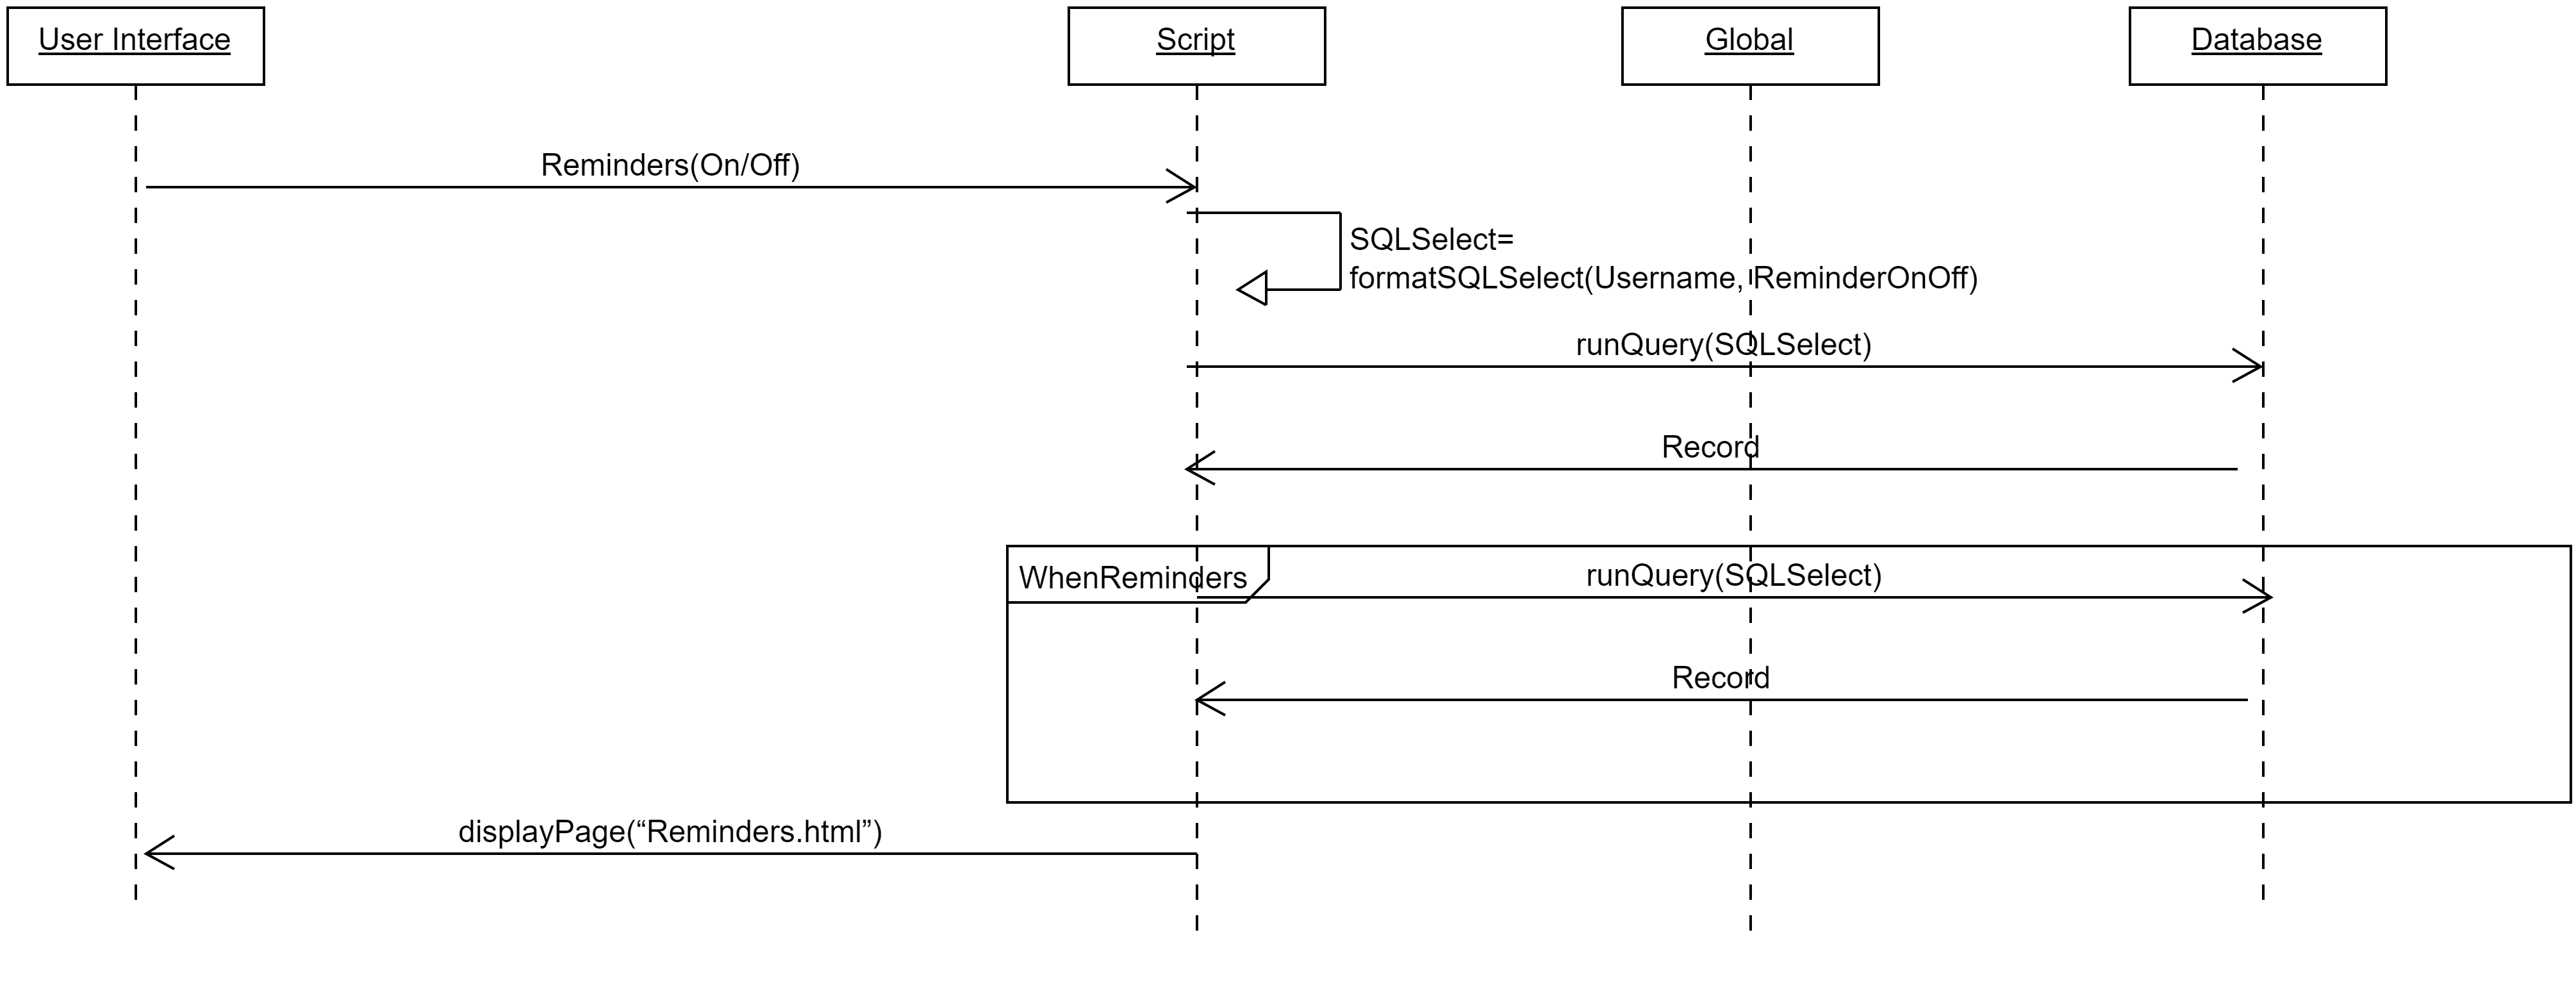 User Interface
Script
Global
Database
Reminders(On/Off)
SQLSelect=
formatSQLSelect(Username, ReminderOnOff)
runQuery(SQLSelect)
Record
WhenReminders
runQuery(SQLSelect)
Record
displayPage(“Reminders.html”)